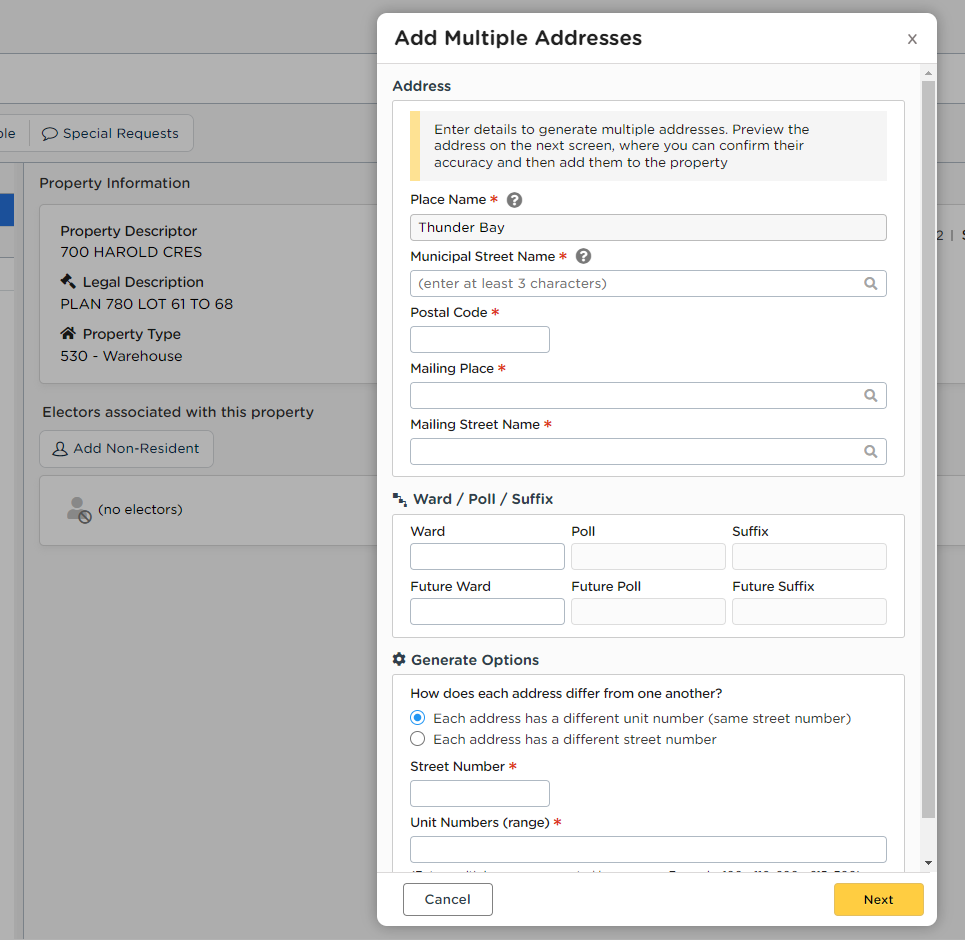 Add Multiple Addresses
x
Address
Special Requests
Enter details to generate multiple addresses. Preview the
address on the next screen, where you can confirm their
accuracy and then add them to the property
Property Information
Place Name * ?
Thunder Bay
Property Descriptor
700 HAROLD CRES
Municipal Street Name * ?
(enter at least 3 characters)
Legal Description
PLAN 780 LOT 61 TO 68
Postal Code *
Property Type
530 - Warehouse
Mailing Place *
Electors associated with this property
Mailing Street Name *
Add Non-Resident
(no electors)
Ward / Poll / Suffix
Ward Poll Suffix
Future Ward Future Poll Future Suffix
Generate Options
How does each address differ from one another?
Each address has a different unit number (same street number)
Each address has a different street number
Street Number *
Unit Numbers (range) *
Cancel Next